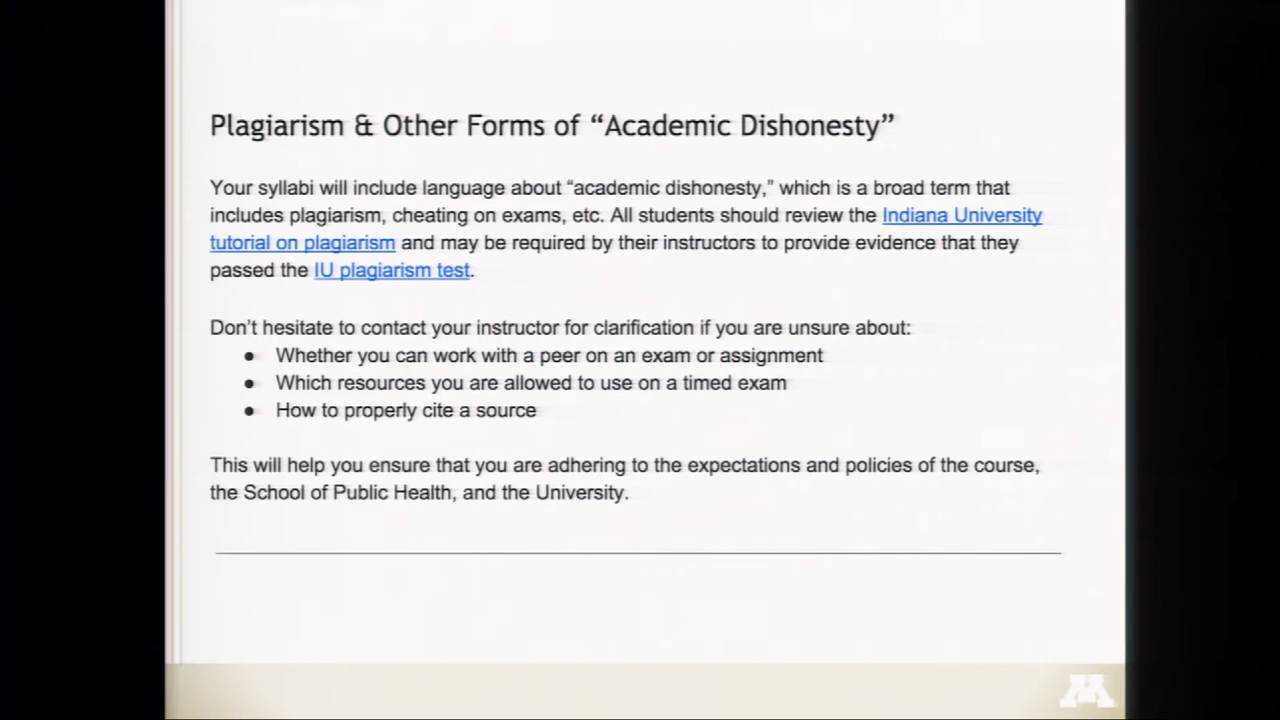 Plagiarism & Other Forms of “Academic Dishonesty”
Your syllabi will include language about “academic dishonesty,” which is a broad term that
includes plagiarism, cheating on exams, etc. All students should review the Indiana University
tutorial on plagiarism and may be required by their instructors to provide evidence that they
passed the IU plagiarism test.
Don’t hesitate to contact your instructor for clarification if you are unsure about:
● Whether you can work with a peer on an exam or assignment
● Which resources you are allowed to use on a timed exam
● How to properly cite a source
This will help you ensure that you are adhering to the expectations and policies of the course,
the School of Public Health, and the University.
M